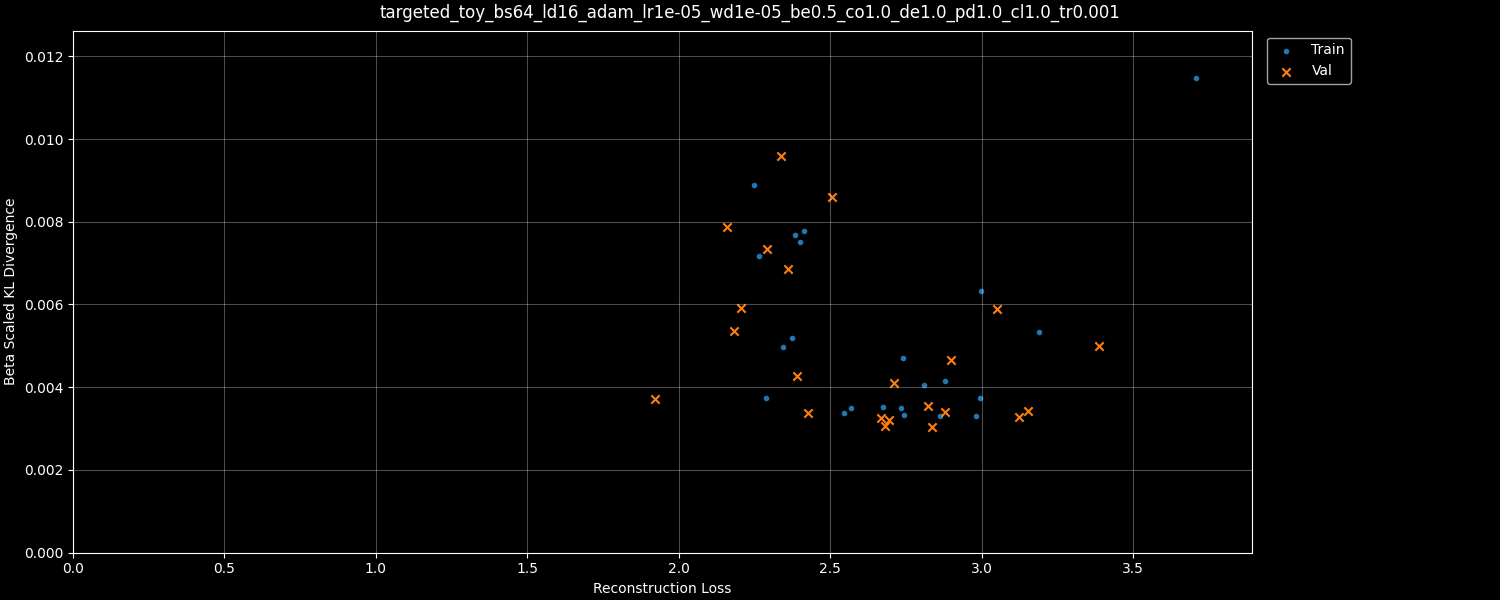 targeted_toy_bs64_ld16_adam_lr1e-05_wd1e-05_be0.5_co1.0_de1.0_pd1.0_cl1.0_tr0.001
Train
Val
0.012
0.010
0.008
0.006
0.004
0.002
0.000
Beta Scaled KL Divergence
0.0 0.5 1.0 1.5 2.0 2.5 3.0 3.5
Reconstruction Loss